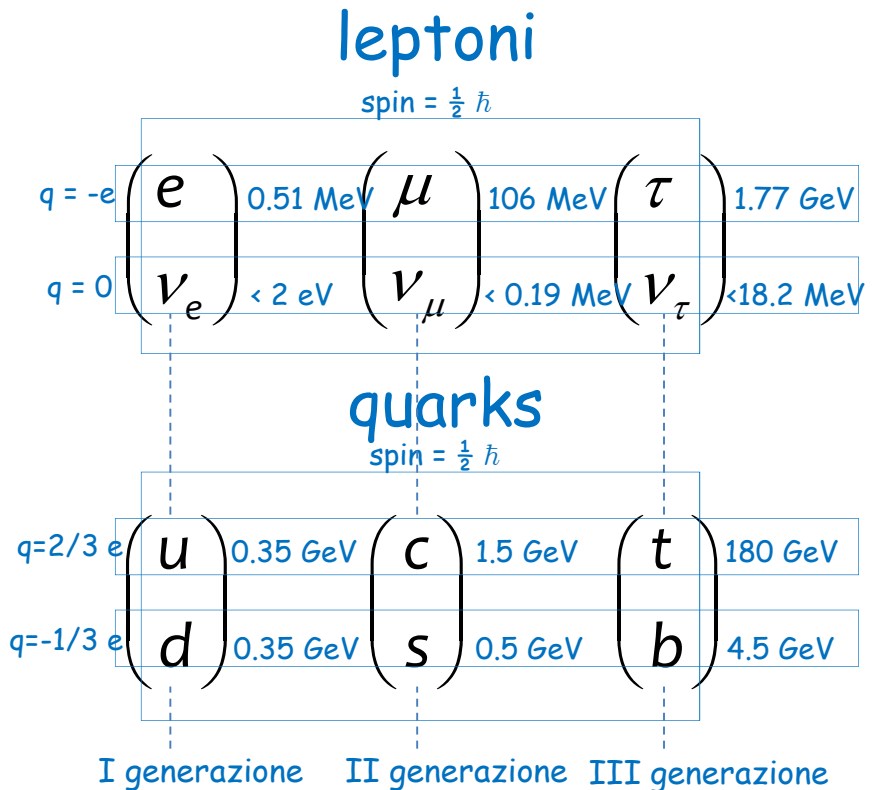 leptoni
spin = ½ ℏ
q = -e e 0.51 MeV μ 106 MeV τ 1.77 GeV
q = 0 νe < 2 eV νμ < 0.19 MeV ντ <18.2 MeV
quarks
spin = ½ ℏ
q=2/3 e u 0.35 GeV c 1.5 GeV t 180 GeV
q=-1/3 e d 0.35 GeV s 0.5 GeV b 4.5 GeV
I generazione II generazione III generazione